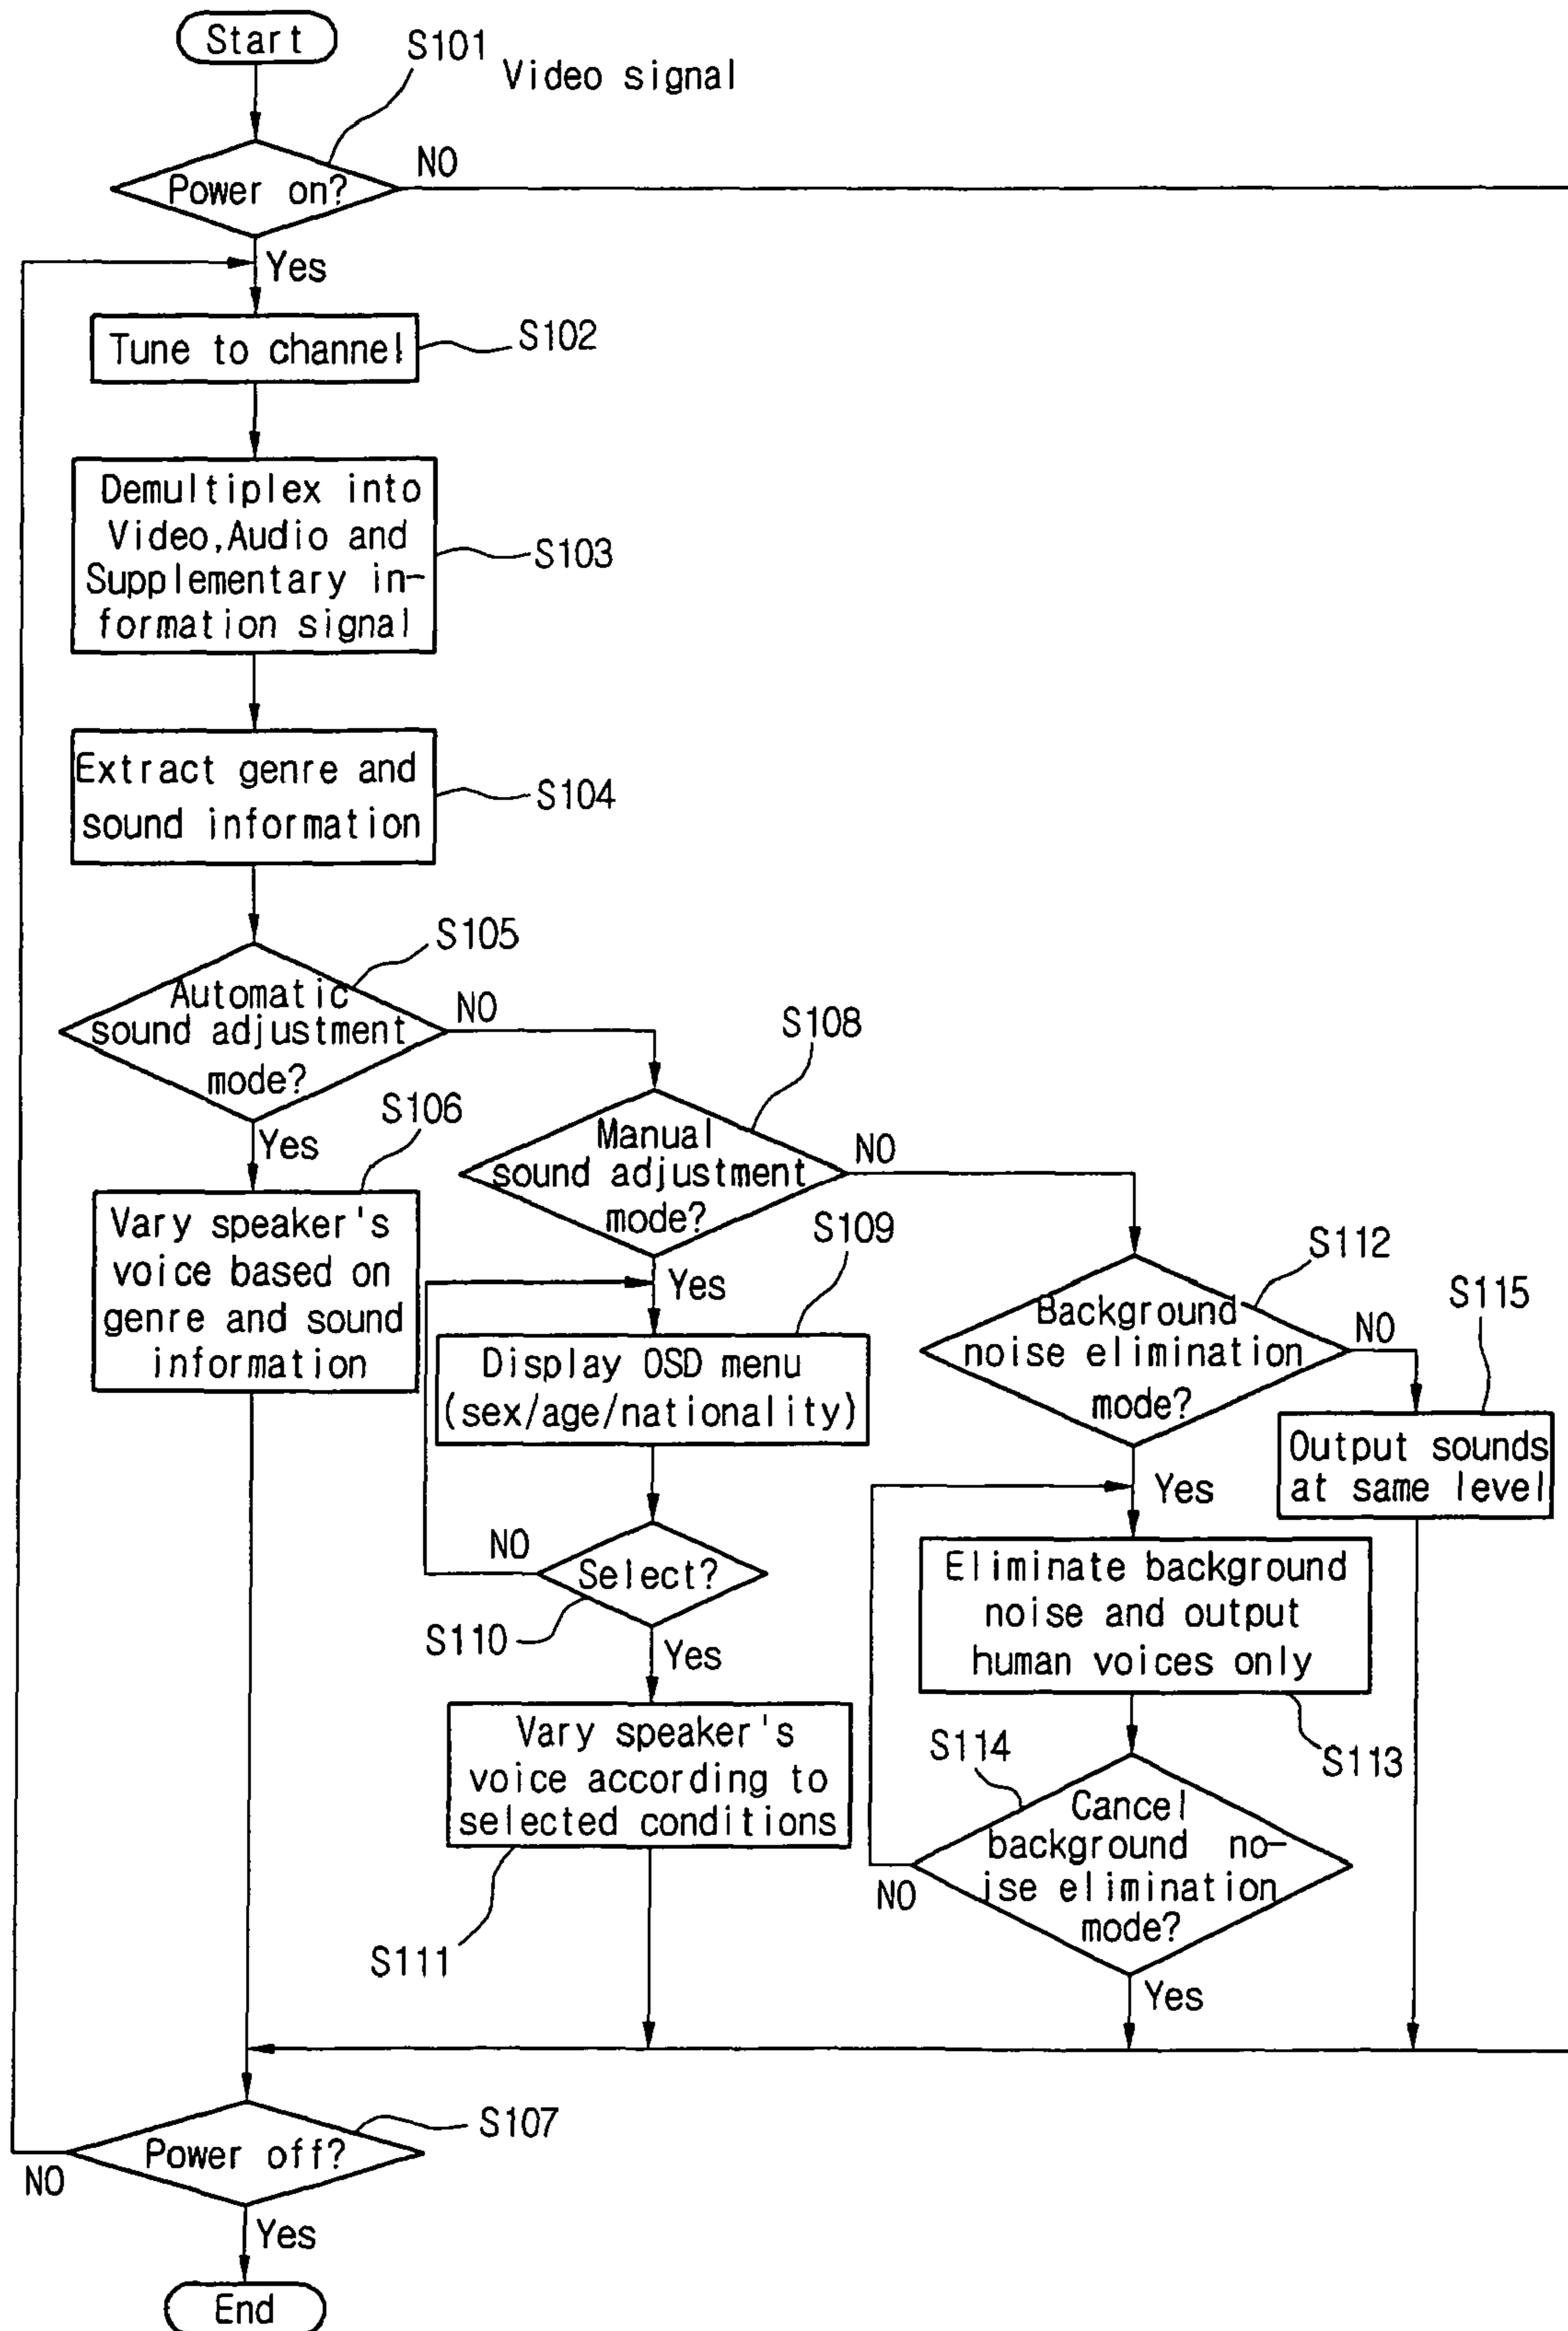 Start
S101
Video signal
Power on?
NO
Yes
Tune to channel
S102
Demultiplex into
Video,Audio and
Supplementary in-
formation signal
S103
Extract genre and
sound information
S104
S105
Automatic
sound adjustment
mode?
NO
Yes
S106
Vary speaker's
voice based on
genre and sound
information
S108
Manual
sound adjustment
mode?
NO
Yes
S109
Display OSD menu
(sex/age/nationality)
NO
Select?
S110
Yes
Vary speaker's
voice according to
selected conditions
S111
S112
Background
noise elimination
mode?
NO
Yes
S115
Output sounds
at same level
Eliminate background
noise and output
human voices only
S113
S114
Cancel
background no-
ise elimination
mode?
NO
Yes
S107
Power off?
NO
Yes
End